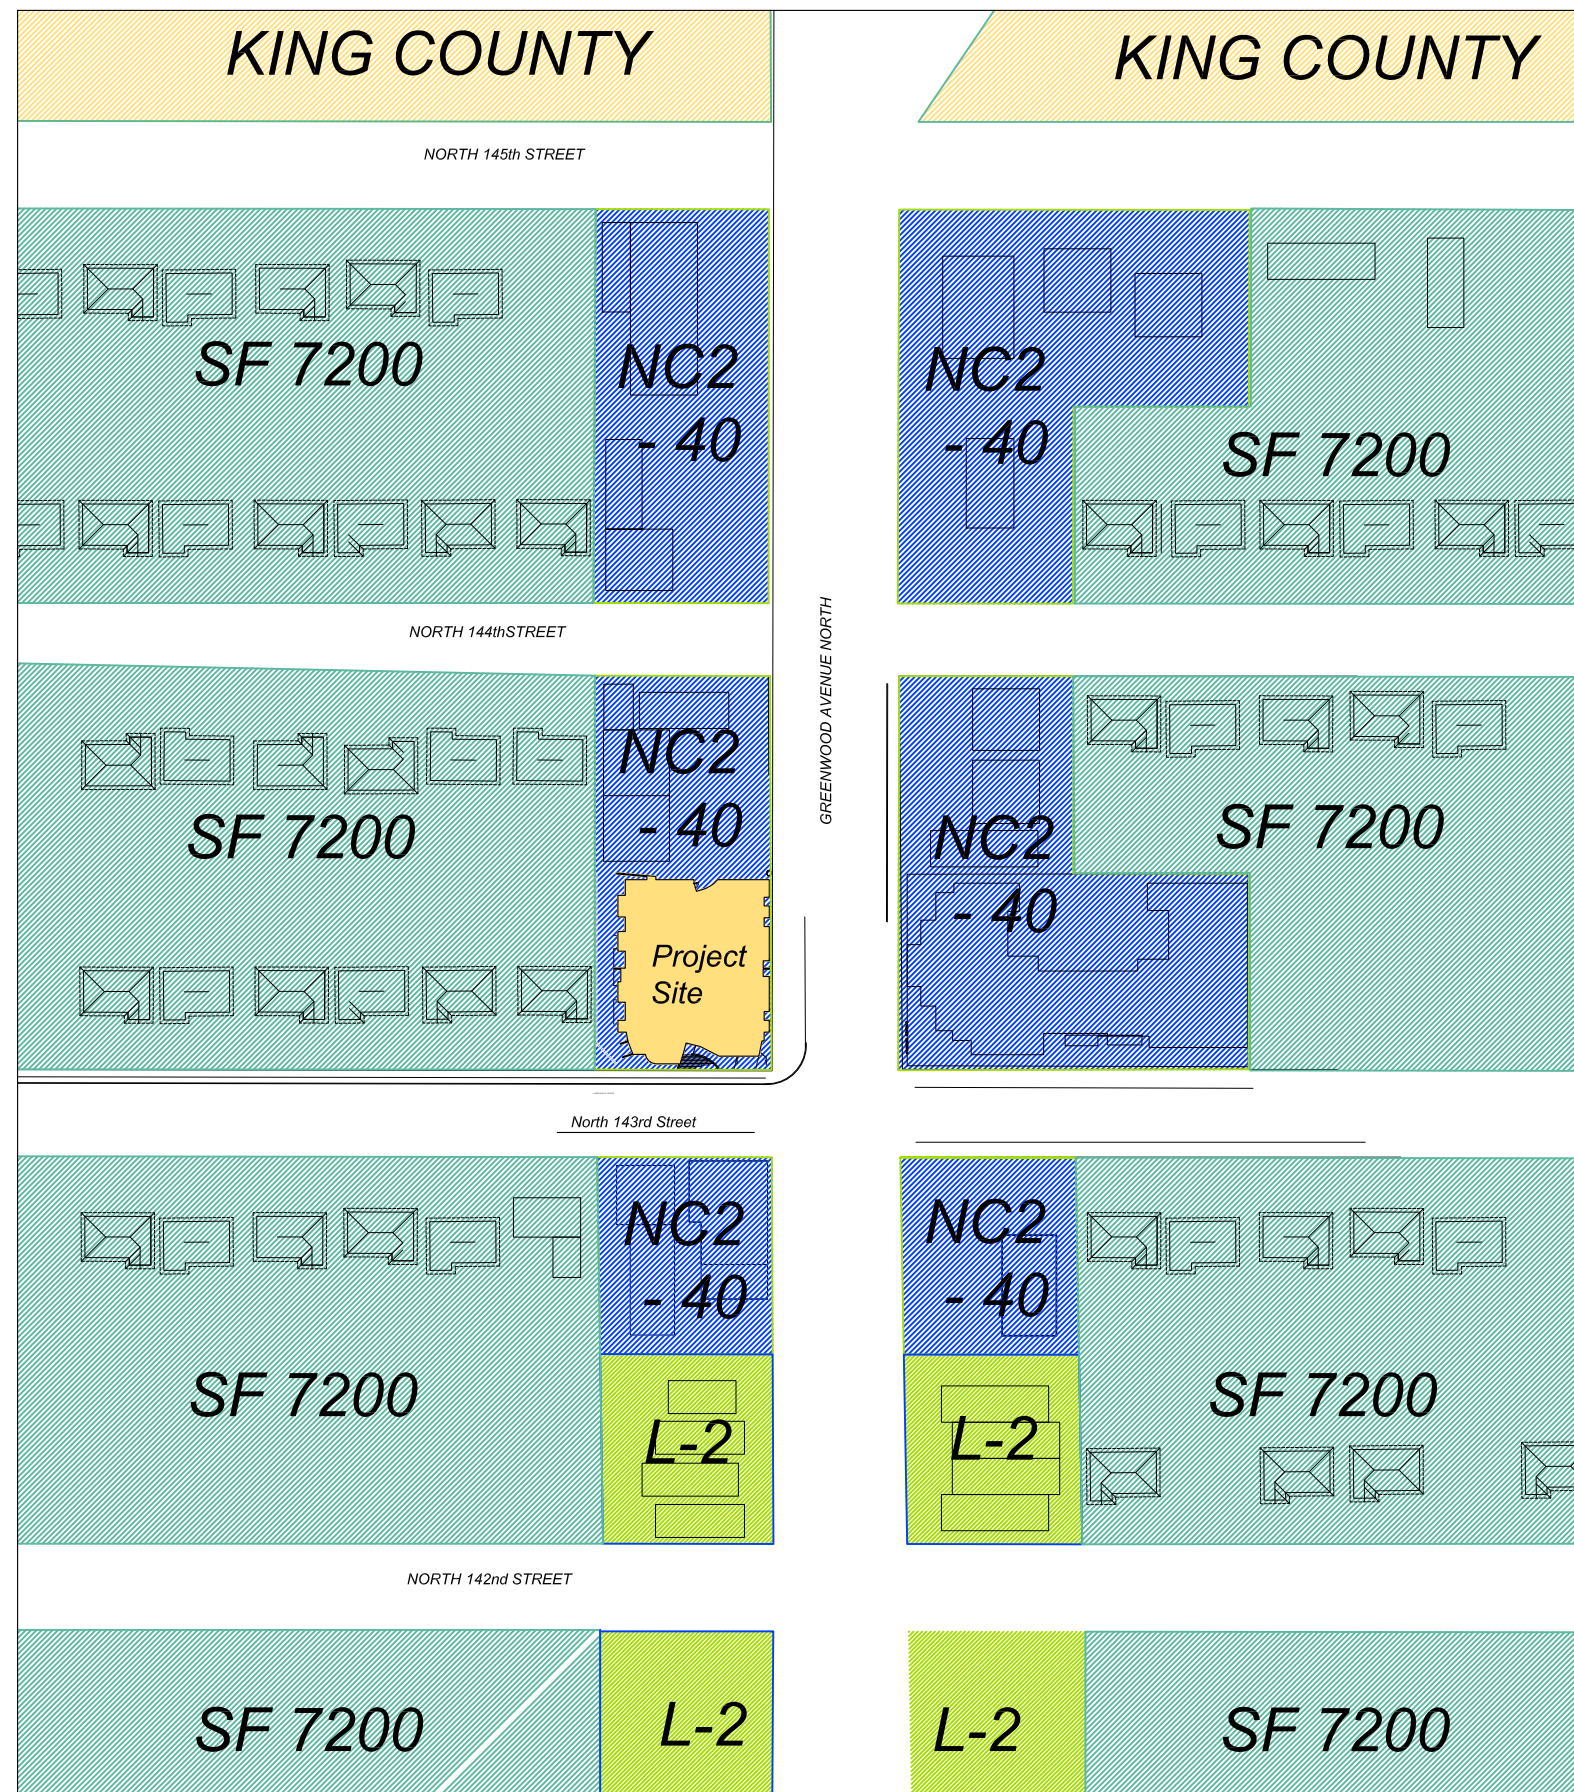 KING COUNTY
KING COUNTY
NORTH 145th STREET
SF 7200
NC2
- 40
NC2
- 40
SF 7200
NORTH 144thSTREET
GREENWOOD AVENUE NORTH
SF 7200
NC2
- 40
Project
Site
NC2
- 40
SF 7200
North 143rd Street
NC2
- 40
NC2
- 40
SF 7200
L-2
L-2
SF 7200
NORTH 142nd STREET
SF 7200
L-2
L-2
SF 7200